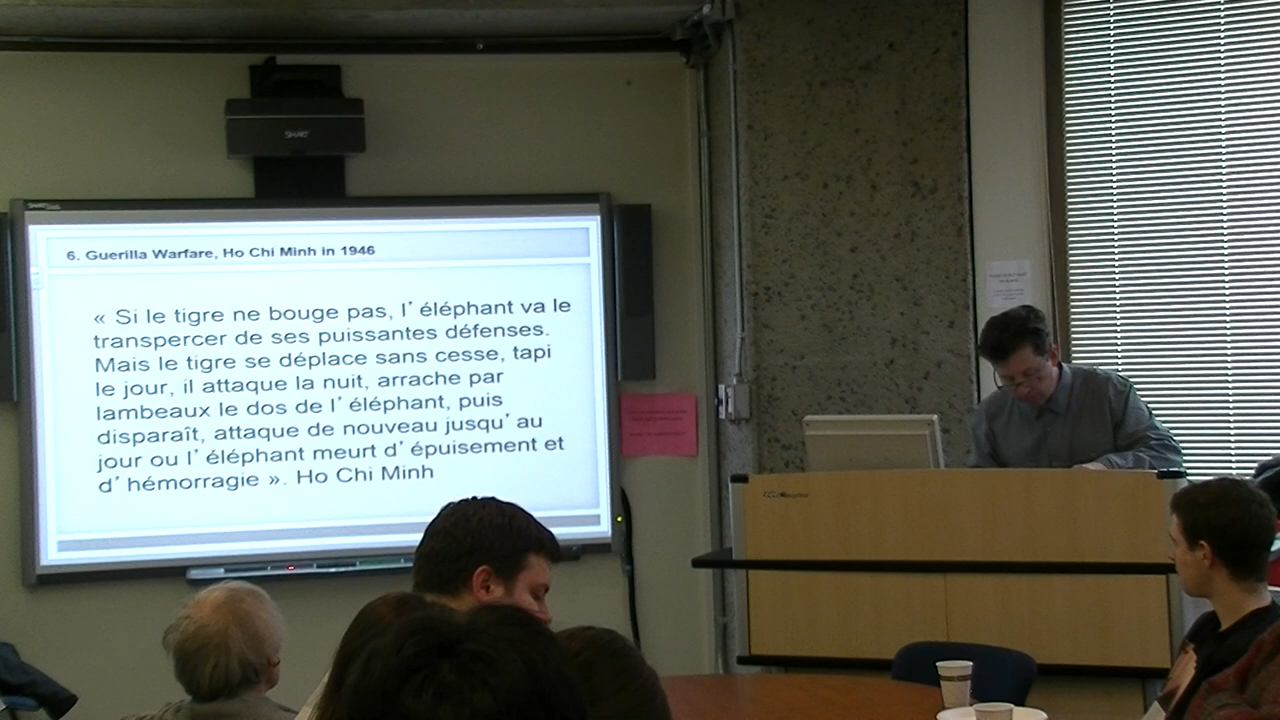 SMART
6. Guerilla Warfare, Ho Chi Minh in 1946
« Si le tigre ne bouge pas, l’ éléphant va le
transpercer de ses puissantes défenses.
Mais le tigre se déplace sans cesse, tapi
le jour, il attaque la nuit, arrache par
lambeaux le dos de l’ éléphant, puis
disparaît, attaque de nouveau jusqu’ au
jour ou l’ éléphant meurt d’ épuisement et
d’ hémorragie ». Ho Chi Minh